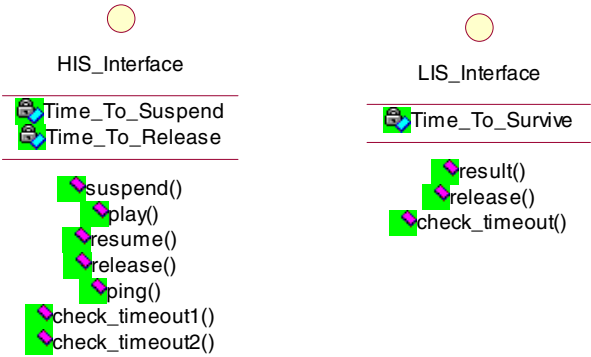 HIS_Interface
Time_To_Suspend
Time_To_Release
suspend()
play()
resume()
release()
ping()
check_timeout1()
check_timeout2()
LIS_Interface
Time_To_Survive
result()
release()
check_timeout()